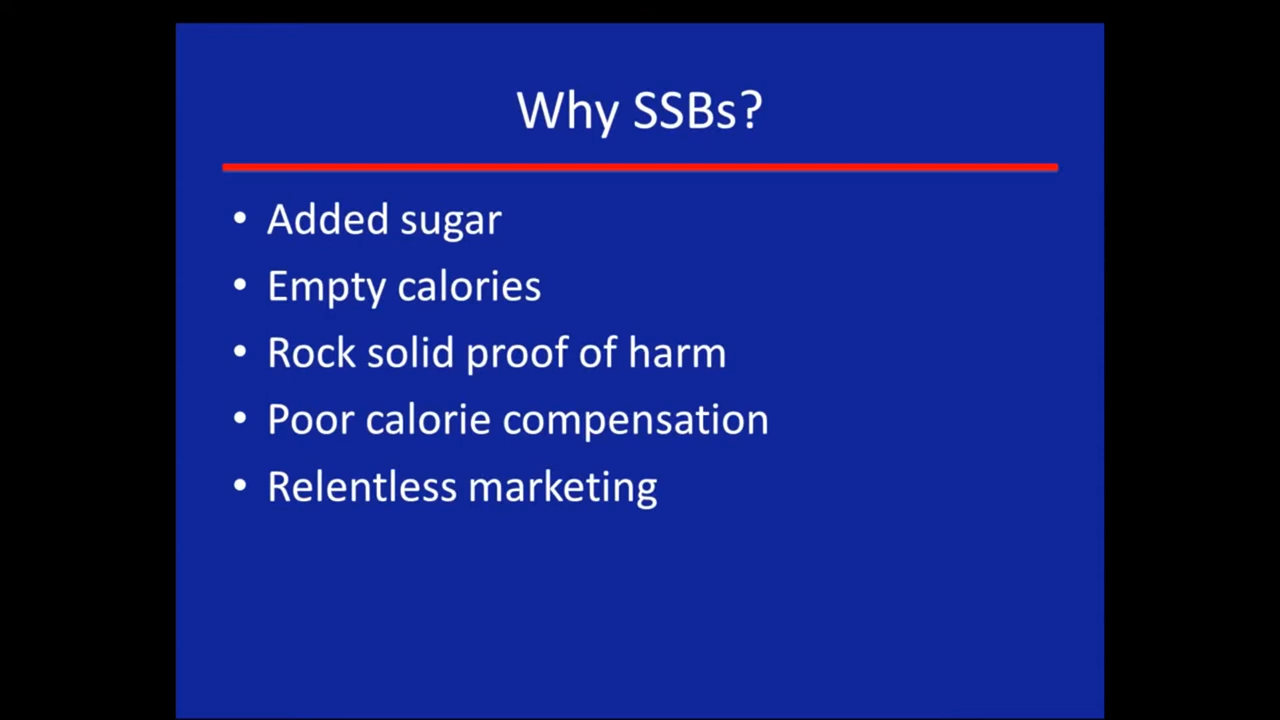 Why SSBs?
• Added sugar
• Empty calories
• Rock solid proof of harm
• Poor calorie compensation
• Relentless marketing